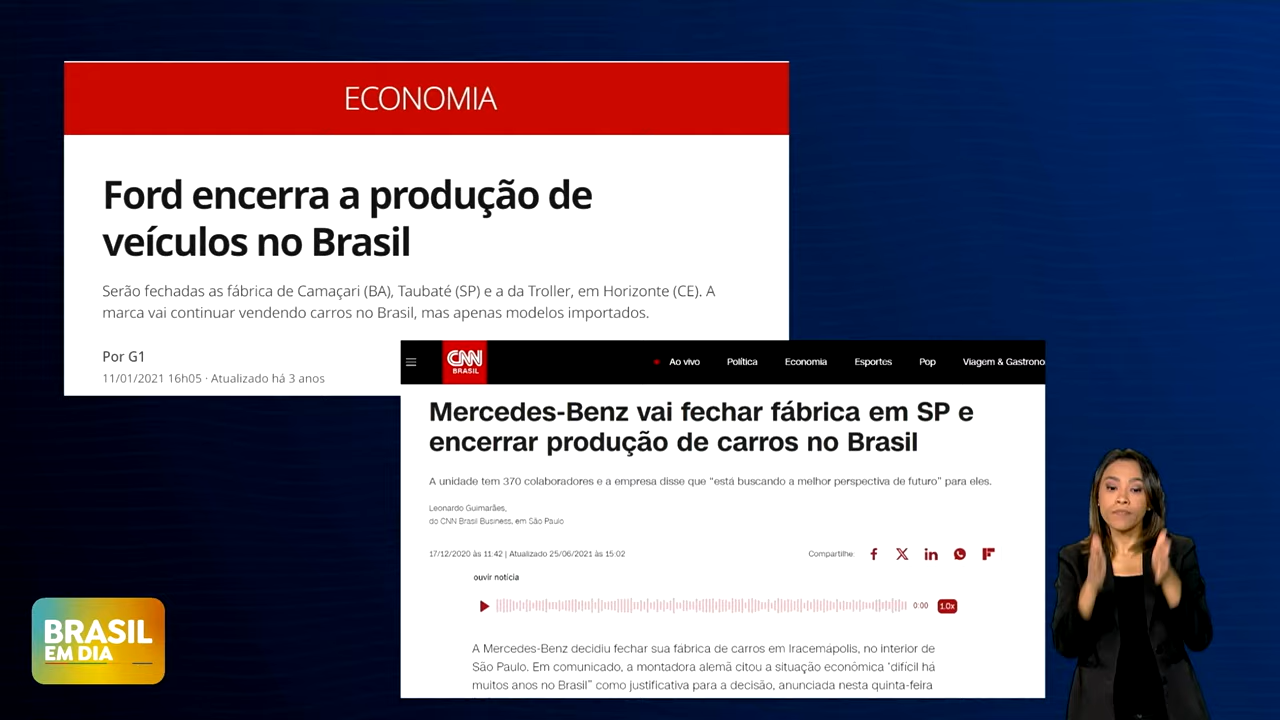 ECONOMIA
Ford encerra a produção de
veículos no Brasil
Serão fechadas as fábrica de Camaçari (BA), Taubaté (SP) e a da Troller, em Horizonte (CE). A
marca vai continuar vendendo carros no Brasil, mas apenas modelos importados.
Por G1
11/01/2021 16h05 · Atualizado há 3 anos
CNN
BRASIL
Ao vivo Política Economia Esportes Pop Viagem & Gastrono
Mercedes-Benz vai fechar fábrica em SP e
encerrar produção de carros no Brasil
A unidade tem 370 colaboradores e a empresa disse que “está buscando a melhor perspectiva de futuro” para eles.
Leonardo Guimarães,
do CNN Brasil Business, em São Paulo
17/12/2020 às 11:42 | Atualizado 25/06/2021 às 15:02
Compartilhe:
ouvir notícia
0:00 1.0x
A Mercedes-Benz decidiu fechar sua fábrica de carros em Iracemápolis, no interior de
São Paulo. Em comunicado, a montadora alemã citou a situação econômica “difícil há
muitos anos no Brasil” como justificativa para a decisão, anunciada nesta quinta-feira
BRASIL
EM DIA